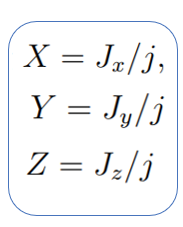 X = J_x/j,
Y = J_y/j
Z = J_z/j